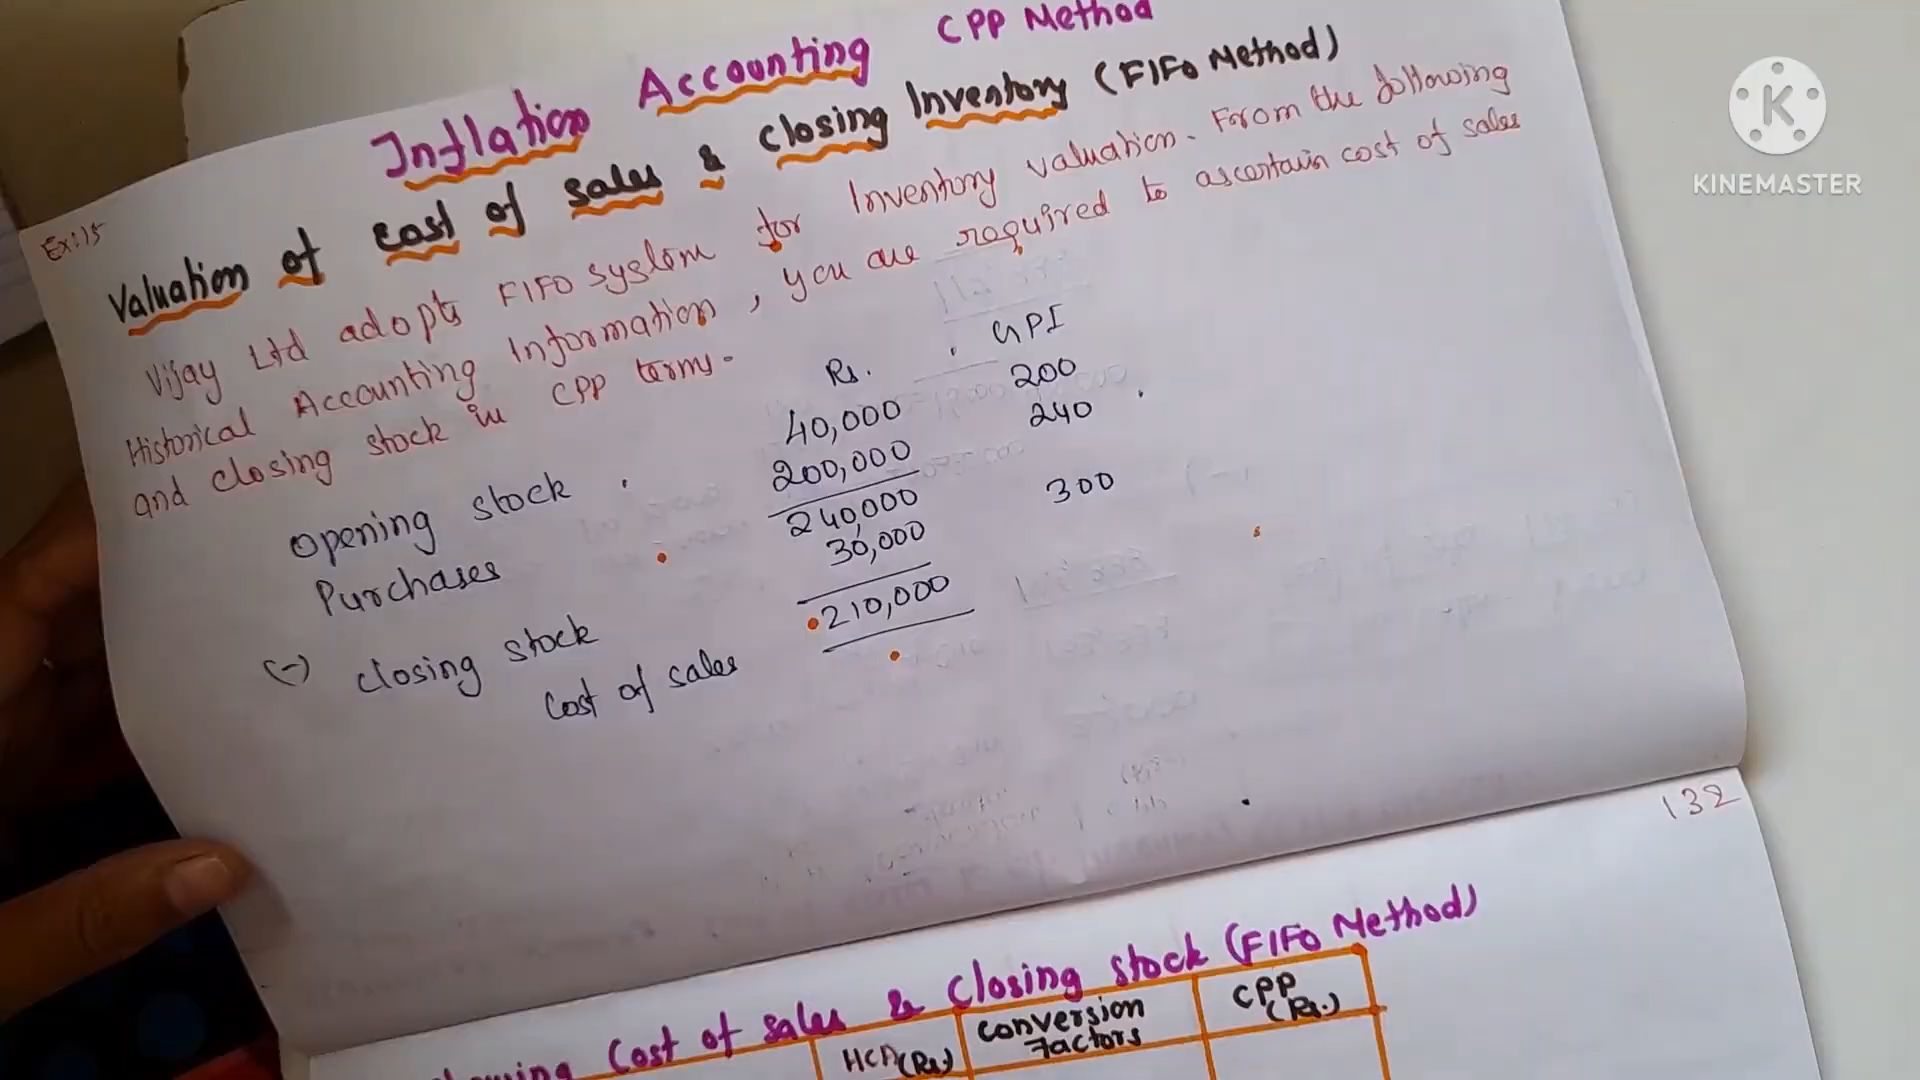 Inflation Accounting CPP Method
Ex:15
Valuation of cost of sales & closing Inventory (FIFO Method)
Vijay Ltd adopts FIFO system for Inventory valuation. From the following
Historical Accounting Information, you are required to ascertain cost of sales
and closing stock in CPP terms.
Rs. GPI
Opening stock 40,000 200
Purchases 200,000 240
240,000
(-) closing stock 30,000 300
Cost of sales 210,000
132
Cost of sales & Closing stock (FIFO Method)
HCA (Rs.) Conversion Factors CPP (Rs.)
K
KINEMASTER